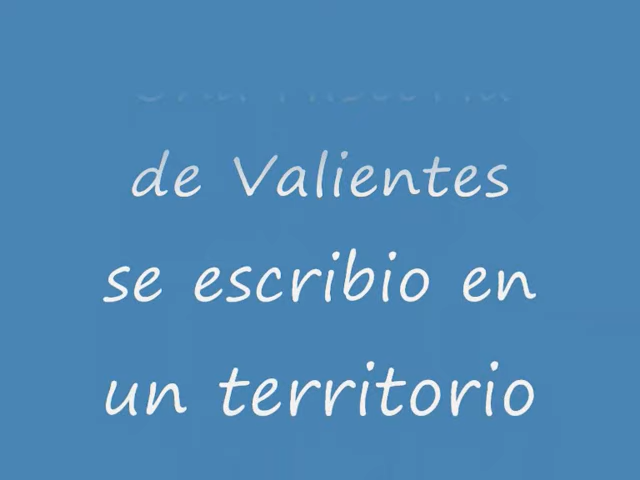 de Valientes
se escribio en
un territorio